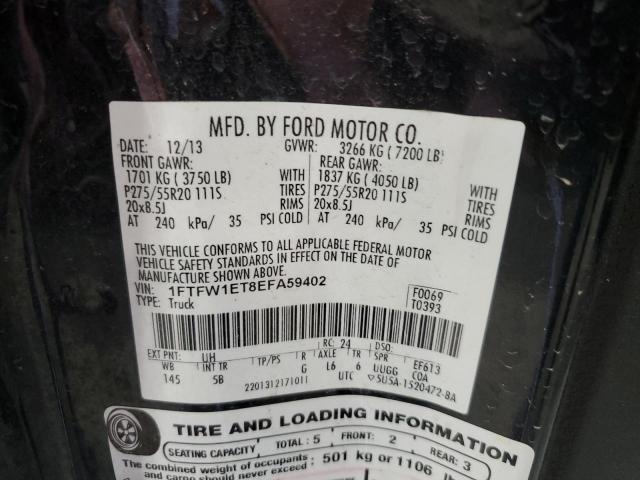 MFD. BY FORD MOTOR CO.
DATE: 12/13 GVWR: 3266 KG ( 7200 LB)
FRONT GAWR: REAR GAWR:
1701 KG ( 3750 LB) WITH 1837 KG ( 4050 LB) WITH
P275/55R20 111S TIRES P275/55R20 111S TIRES
20x8.5J RIMS 20x8.5J RIMS
AT 240 kPa/ 35 PSI COLD AT 240 kPa/ 35 PSI COLD
THIS VEHICLE CONFORMS TO ALL APPLICABLE FEDERAL MOTOR
VEHICLE SAFETY STANDARDS IN EFFECT ON THE DATE OF
MANUFACTURE SHOWN ABOVE.
VIN: 1FTFW1ET8EFA59402 F0069
TYPE: Truck T0393
RC: 24 DSO:
EXT PNT: UH EF613
WB INT TR TP/PS R AXLE TR SPR COA
145 5B G L6 6 UUGG
2201312171011 UTC ▽5USA-1520472-BA
TIRE AND LOADING INFORMATION
SEATING CAPACITY TOTAL: 5 FRONT: 2 REAR: 3
The combined weight of occupants
and cargo should never exceed: 501 kg or 1106